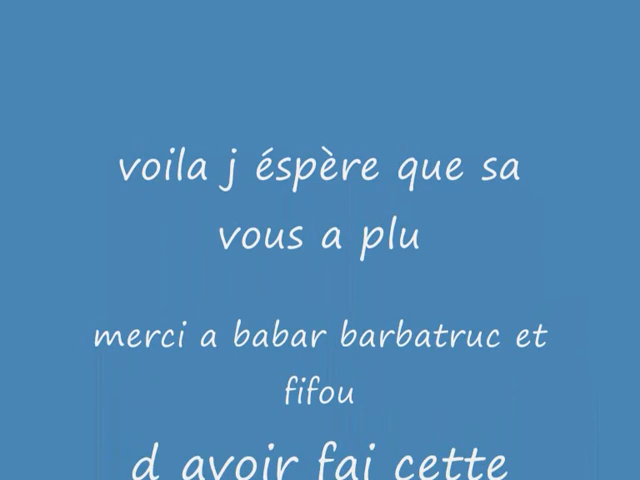 voila j éspère que sa
vous a plu
merci a babar barbatruc et
fifou
d avoir fai cette